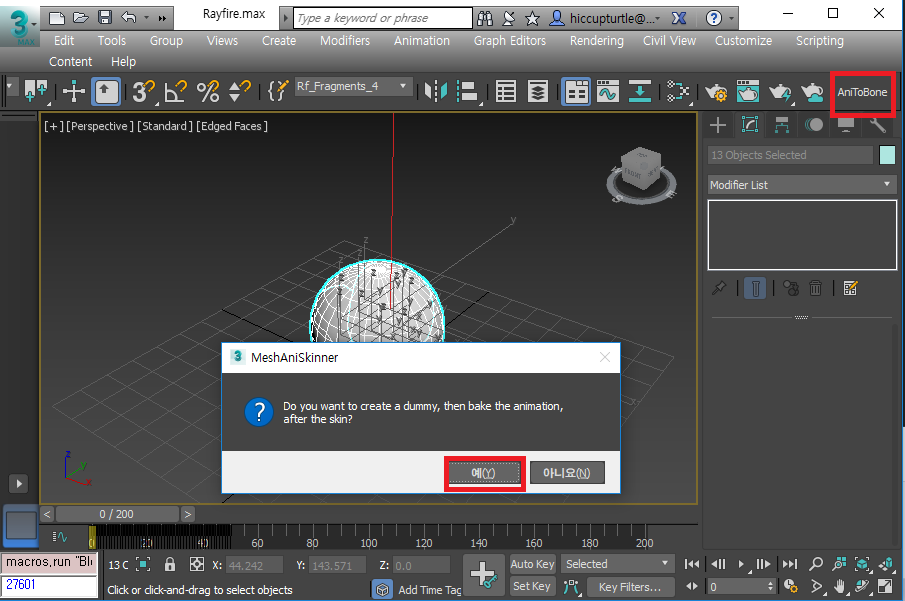 3
MAX
Rayfire.max
Type a keyword or phrase
hiccupturtle@...
Edit Tools Group Views Create Modifiers Animation Graph Editors Rendering Civil View Customize Scripting
Content Help
Rf_Fragments_4
AniToBone
[+] [Perspective ] [Standard ] [Edged Faces ]
13 Objects Selected
Modifier List
y
z
3 MeshAniSkinner
Do you want to create a dummy, then bake the animation,
after the skin?
예(Y) 아니요(N)
z
y
x
< 0 / 200 >
0 20 40 60 80 100 120 140 160 180 200
macros.run "Bl
27601
13 O X: 44.242 Y: 143.571 Z: 0.0
Auto Key Selected
Set Key Key Filters... 0
Click or click-and-drag to select objects
Add Time Tag